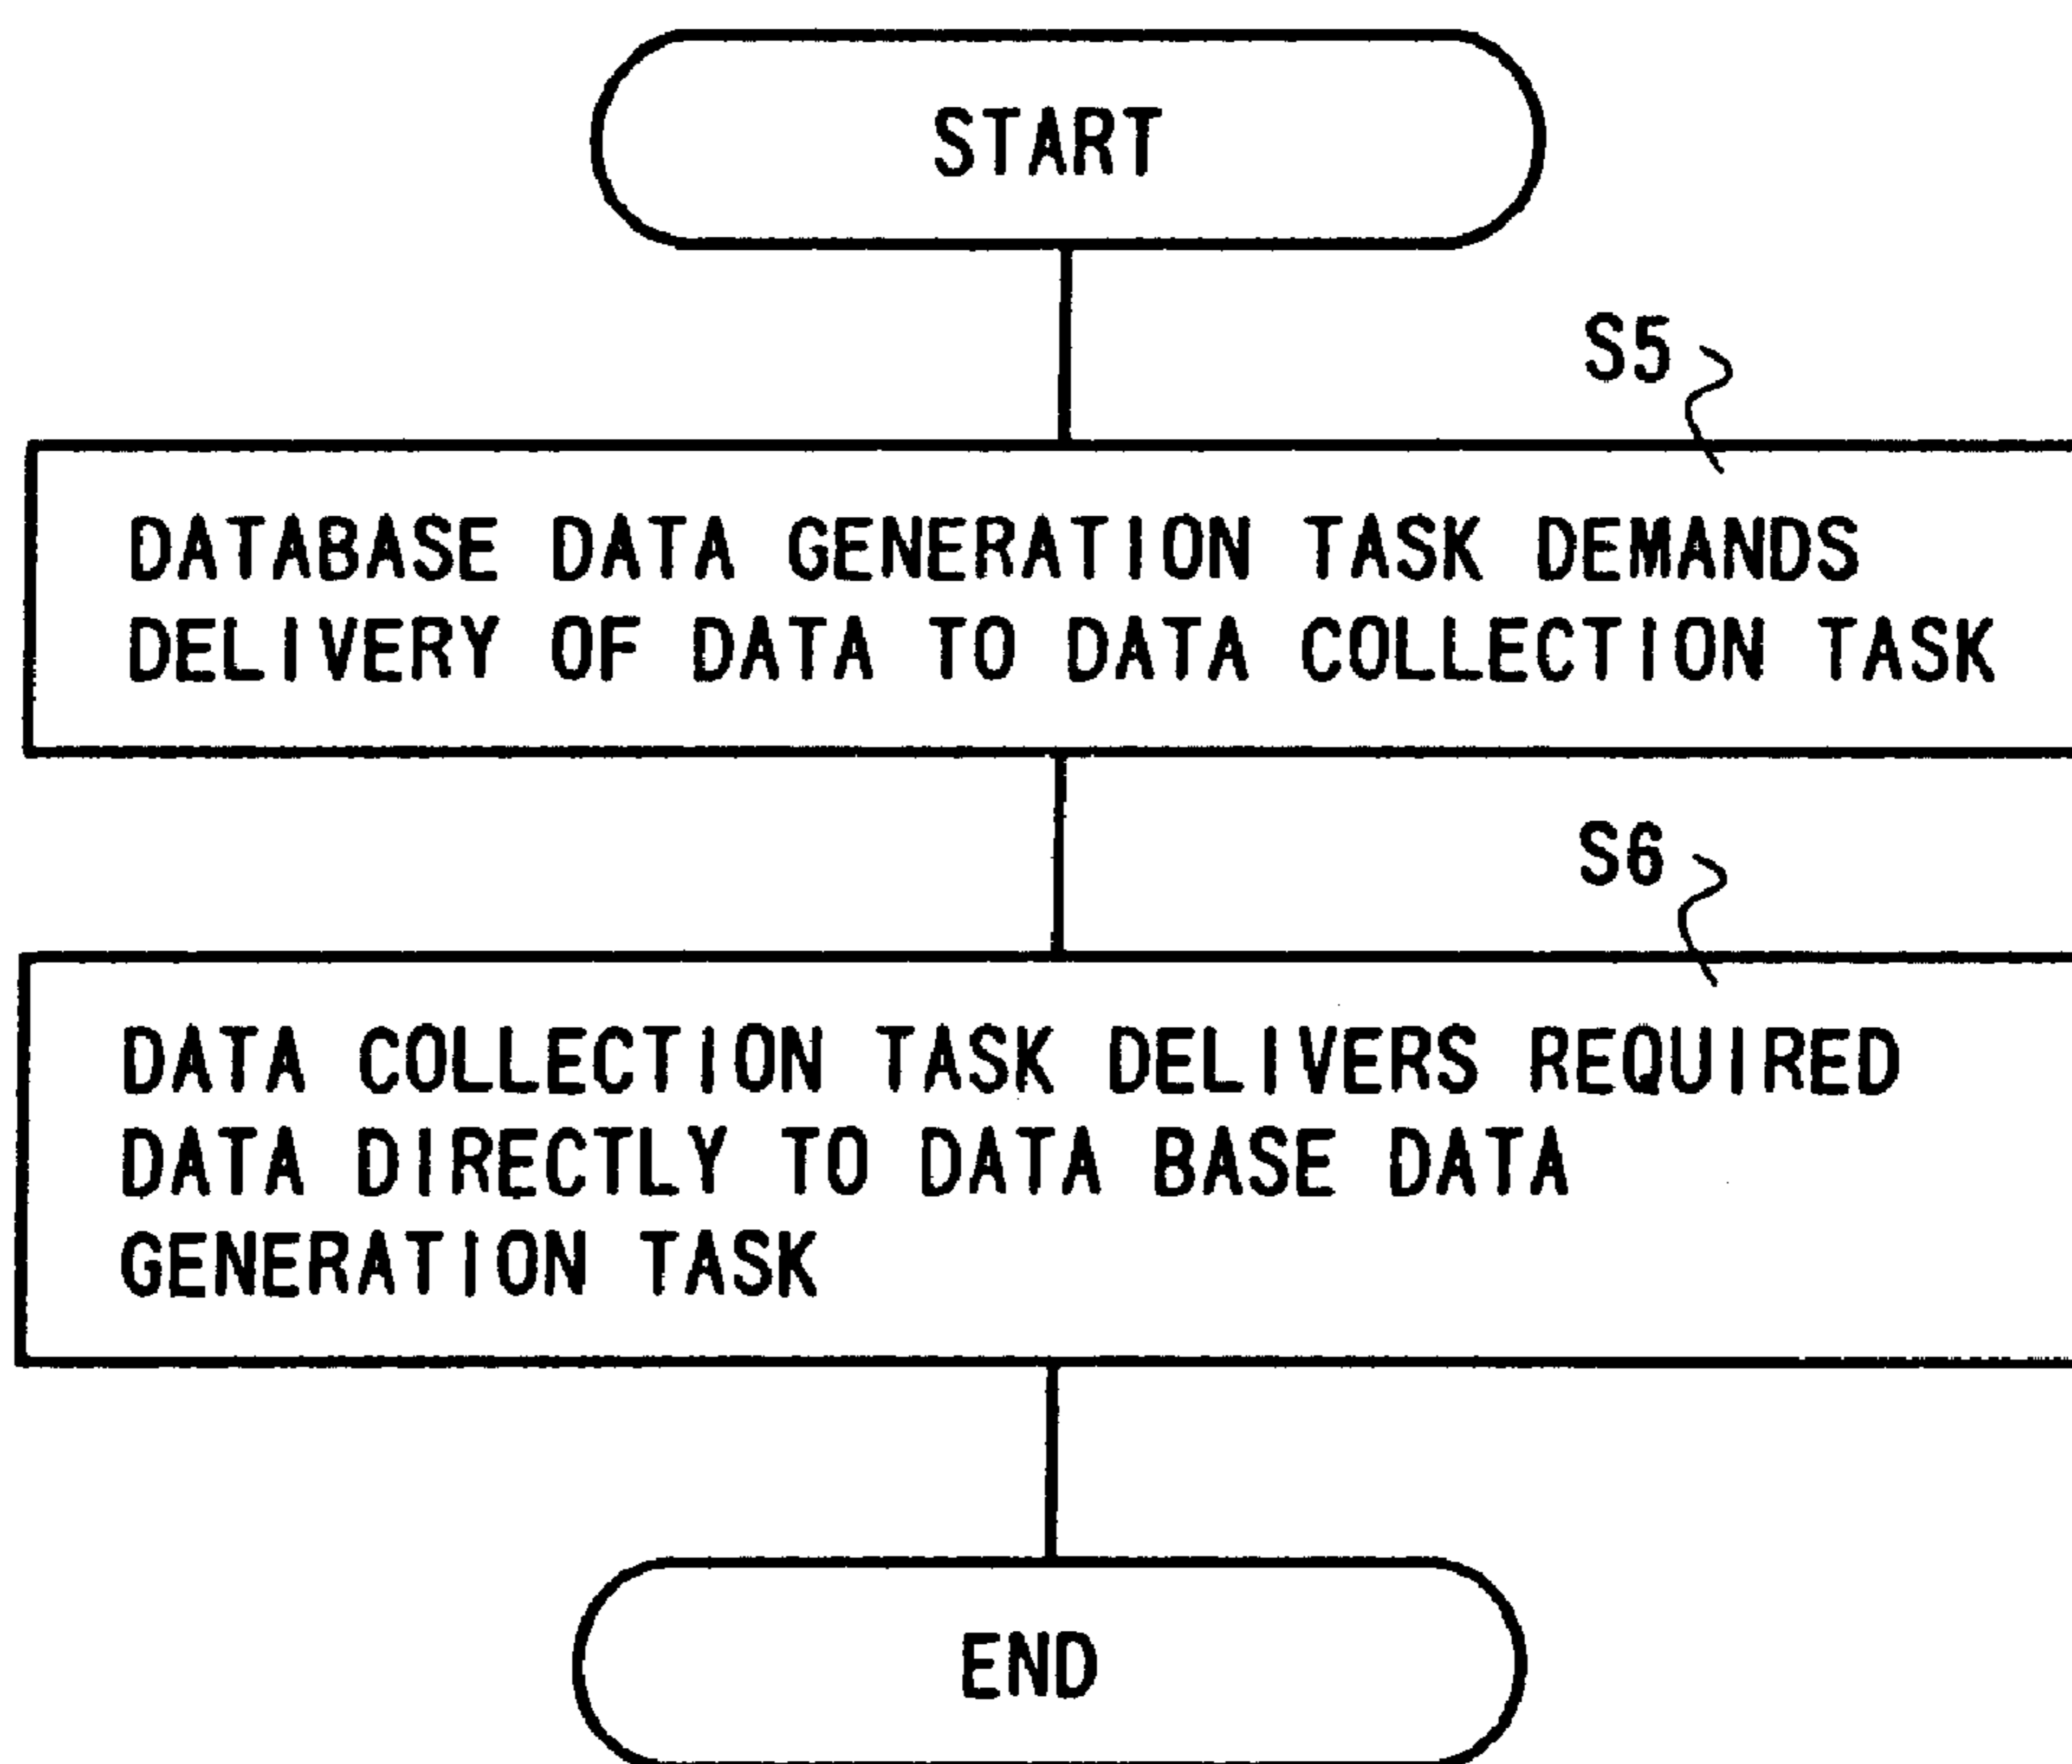 START
S5
DATABASE DATA GENERATION TASK DEMANDS
DELIVERY OF DATA TO DATA COLLECTION TASK
S6
DATA COLLECTION TASK DELIVERS REQUIRED
DATA DIRECTLY TO DATA BASE DATA
GENERATION TASK
END